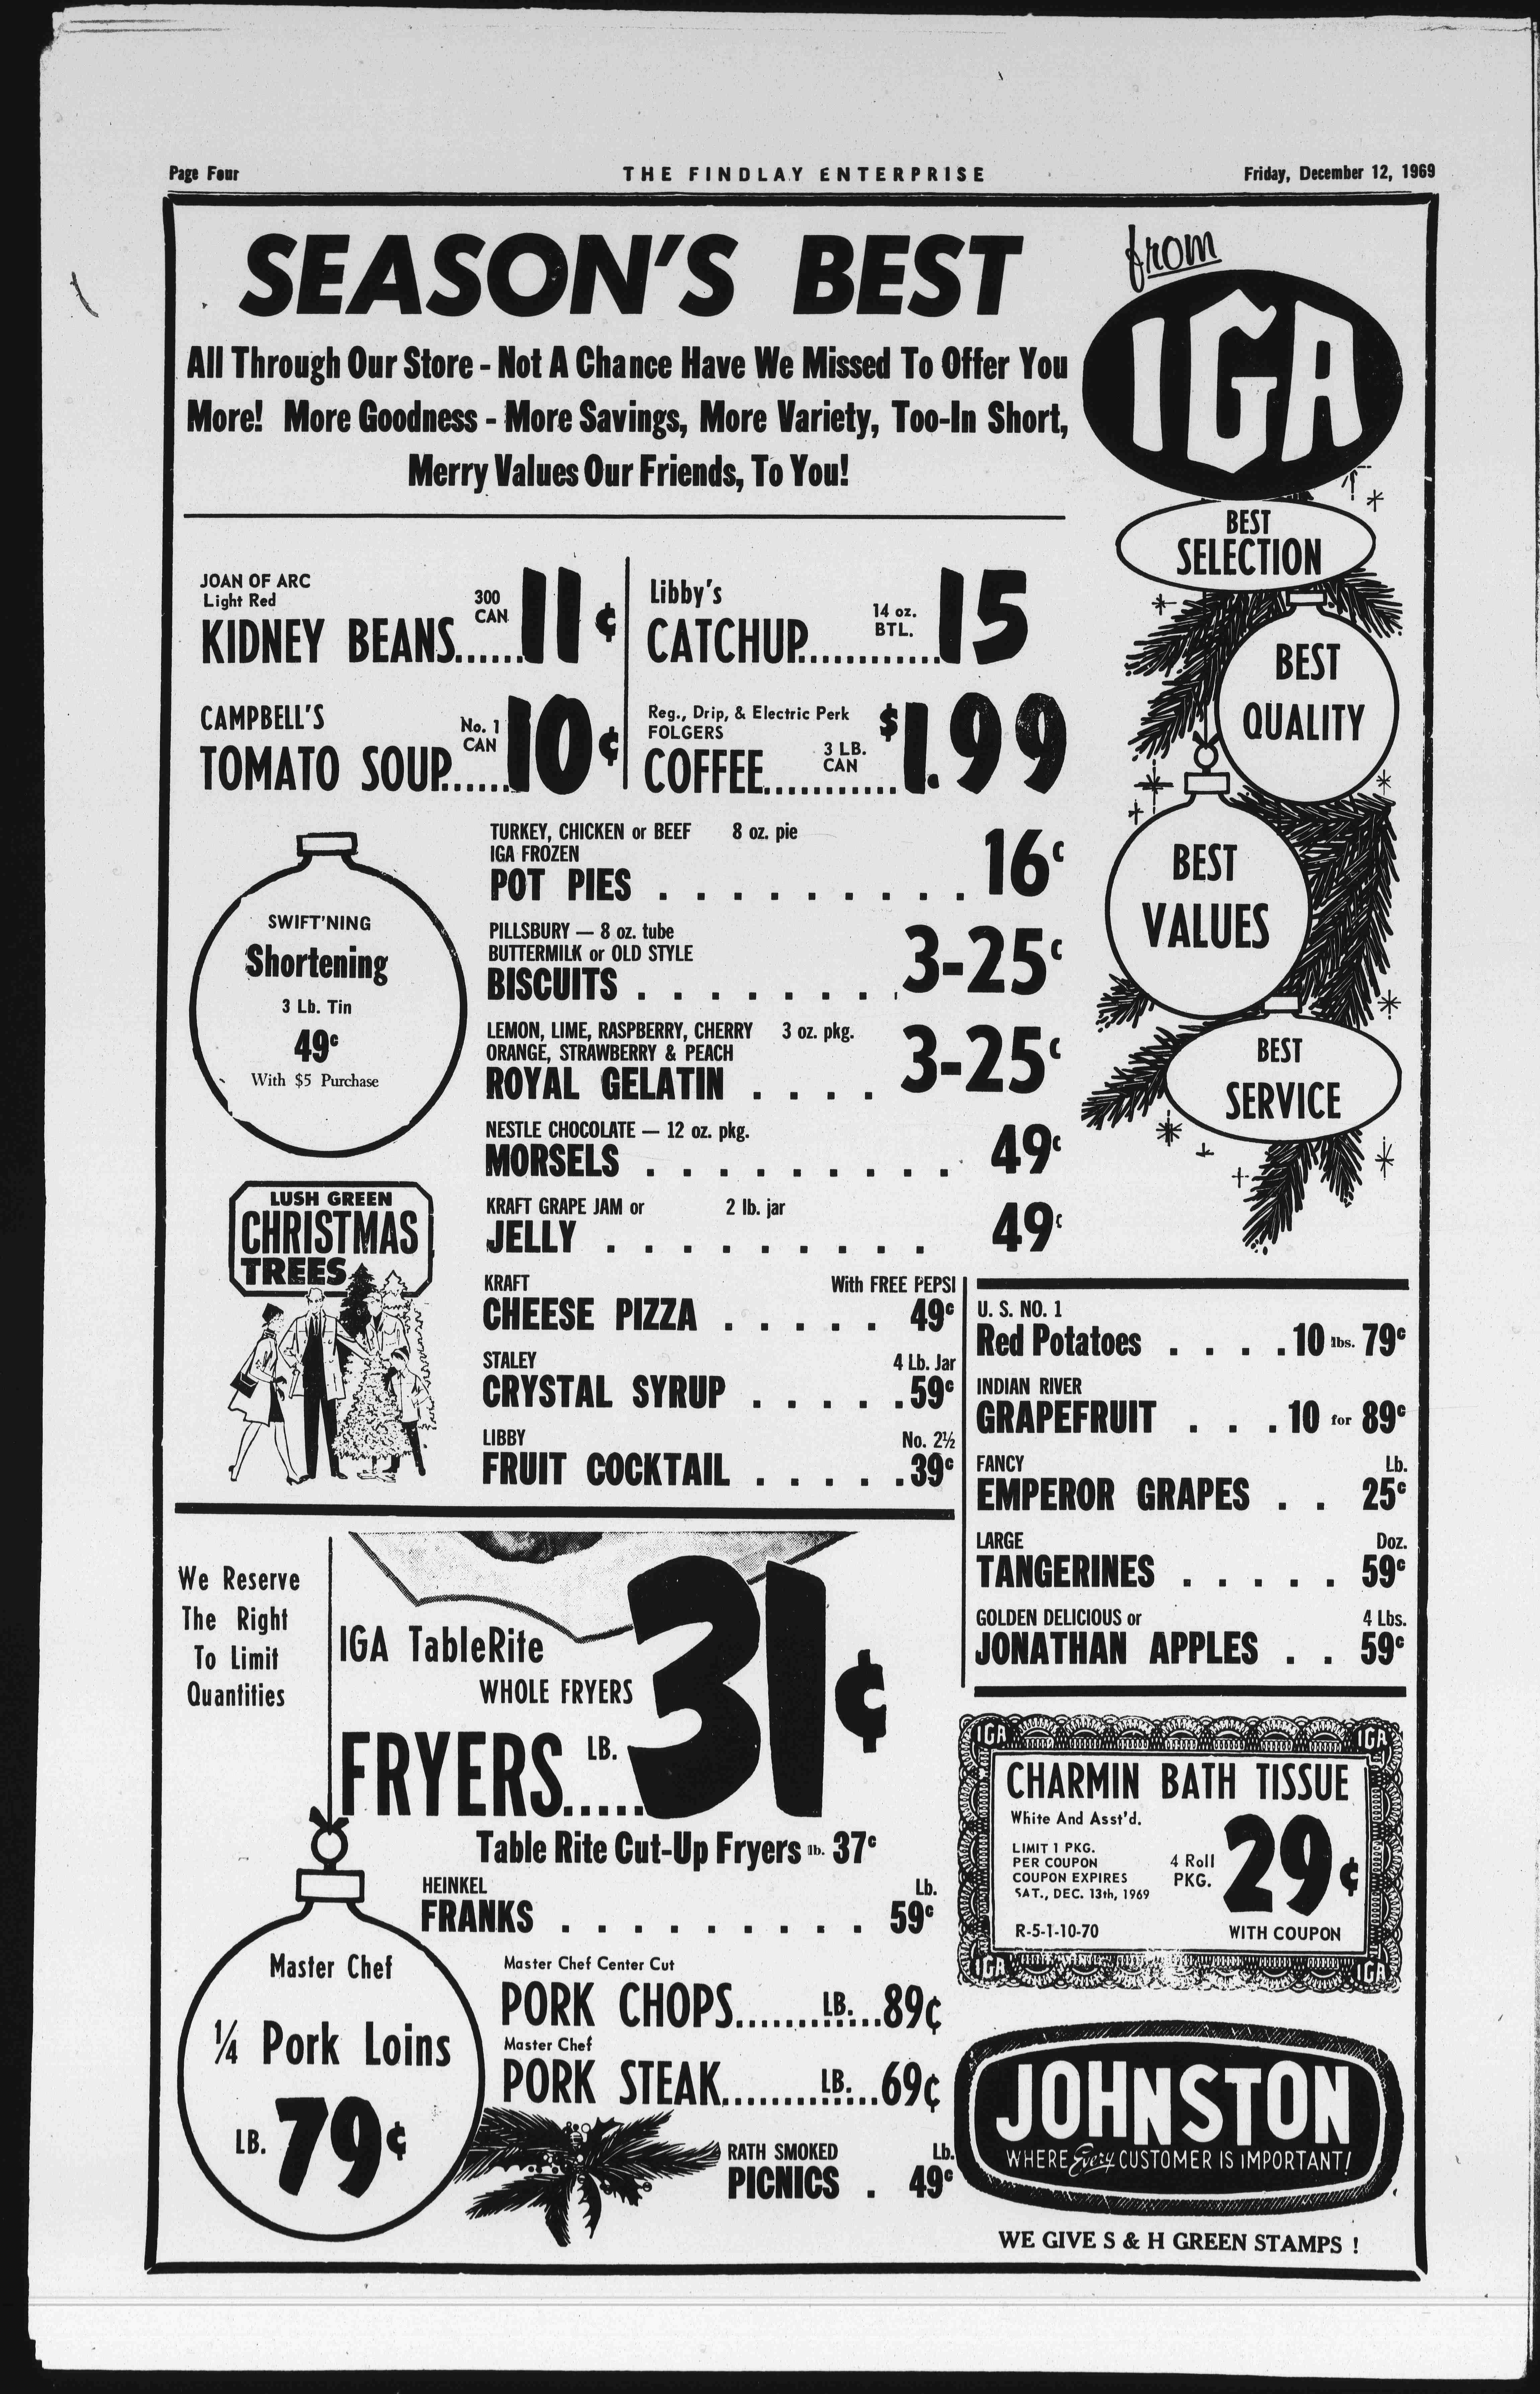 Page Four
THE FINDLAY ENTERPRISE
Friday, December 12, 1969
SEASON'S BEST
from
IGA
All Through Our Store - Not A Chance Have We Missed To Offer You
More! More Goodness - More Savings, More Variety, Too-In Short,
Merry Values Our Friends, To You!
BEST
SELECTION
BEST
QUALITY
BEST
VALUES
BEST
SERVICE
JOAN OF ARC
Light Red
KIDNEY BEANS...... 300 CAN 11¢
CAMPBELL'S
TOMATO SOUP...... No. 1 CAN 10¢
Libby's
CATCHUP............ 14 oz. BTL. 15
Reg., Drip, & Electric Perk
FOLGERS
COFFEE............ 3 LB. CAN $1.99
SWIFT'NING
Shortening
3 Lb. Tin
49¢
With $5 Purchase
TURKEY, CHICKEN or BEEF 8 oz. pie
IGA FROZEN
POT PIES . . . . . . . . . 16¢
PILLSBURY — 8 oz. tube
BUTTERMILK or OLD STYLE
BISCUITS . . . . . . . . 3-25¢
LEMON, LIME, RASPBERRY, CHERRY 3 oz. pkg.
ORANGE, STRAWBERRY & PEACH
ROYAL GELATIN . . . . 3-25¢
NESTLE CHOCOLATE — 12 oz. pkg.
MORSELS . . . . . . . . . 49¢
KRAFT GRAPE JAM or 2 lb. jar
JELLY . . . . . . . . . 49¢
LUSH GREEN
CHRISTMAS
TREES
KRAFT With FREE PEPSI
CHEESE PIZZA . . . . . 49¢
STALEY 4 Lb. Jar
CRYSTAL SYRUP . . . . . 59¢
LIBBY No. 2½
FRUIT COCKTAIL . . . . . 39¢
U. S. NO. 1
Red Potatoes . . . . 10 lbs. 79¢
INDIAN RIVER
GRAPEFRUIT . . . 10 for 89¢
FANCY Lb.
EMPEROR GRAPES . . 25¢
LARGE Doz.
TANGERINES . . . . . 59¢
GOLDEN DELICIOUS or 4 Lbs.
JONATHAN APPLES . . 59¢
We Reserve
The Right
To Limit
Quantities
IGA TableRite
WHOLE FRYERS
FRYERS..... LB. 31¢
Table Rite Cut-Up Fryers lb. 37¢
HEINKEL Lb.
FRANKS . . . . . . . . . 59¢
Master Chef
¼ Pork Loins
LB. 79¢
Master Chef Center Cut
PORK CHOPS.......LB....89¢
Master Chef
PORK STEAK.........LB....69¢
RATH SMOKED Lb.
PICNICS . 49¢
IGA IGA
CHARMIN BATH TISSUE
White And Asst'd.
LIMIT 1 PKG.
PER COUPON
COUPON EXPIRES
SAT., DEC. 13th, 1969
4 Roll
PKG.
29¢
R-5-1-10-70
WITH COUPON
IGA IGA
JOHNSTON
WHERE Every CUSTOMER IS IMPORTANT!
WE GIVE S & H GREEN STAMPS !